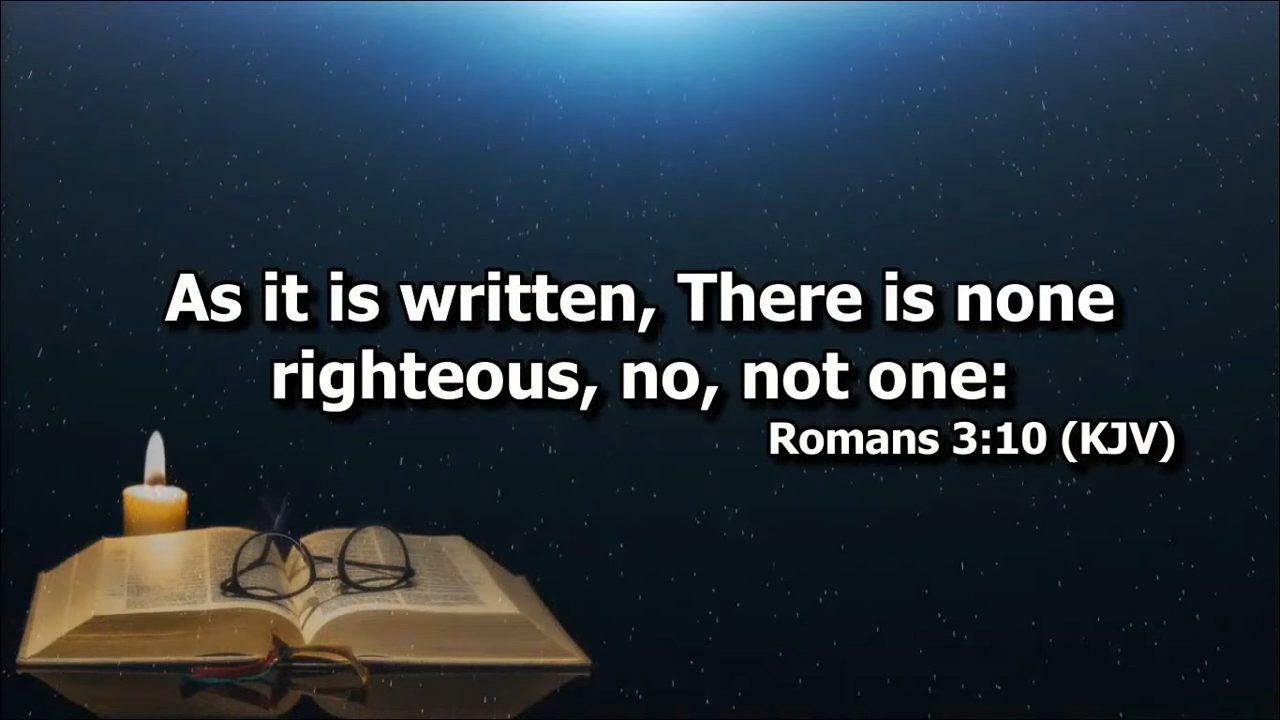 As it is written, There is none
righteous, no, not one:
Romans 3:10 (KJV)